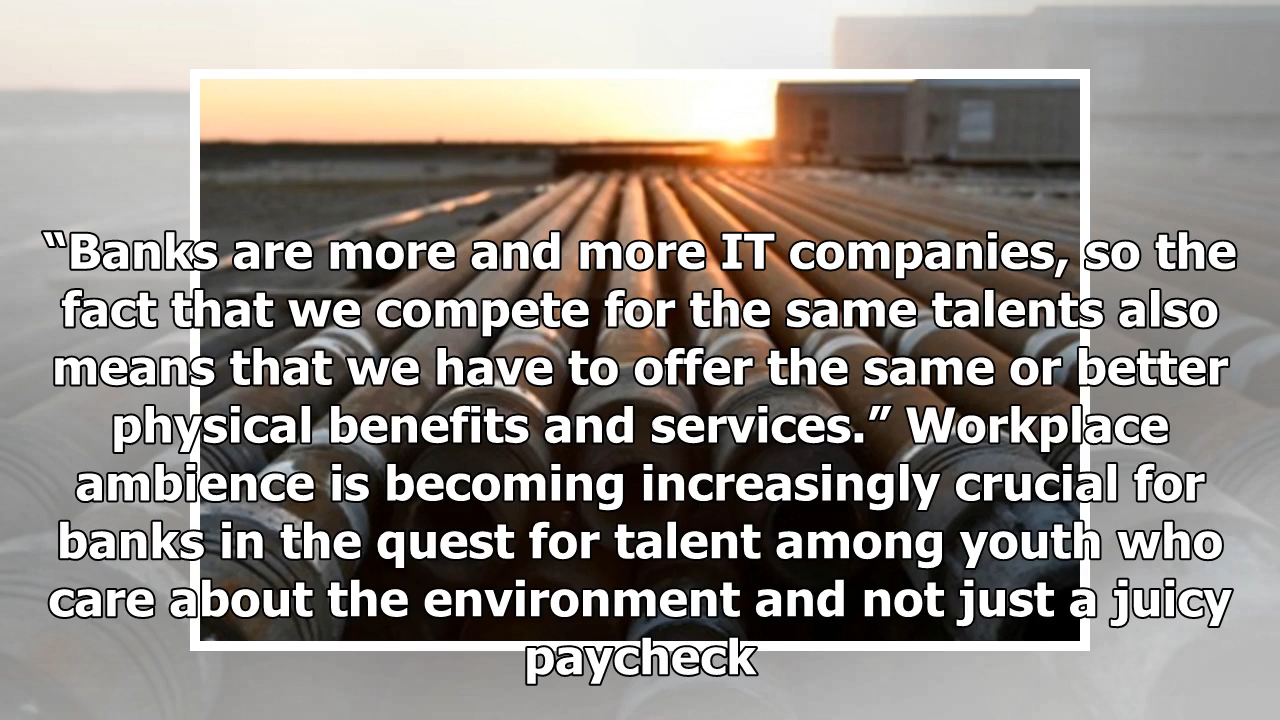 “Banks are more and more IT companies, so the
fact that we compete for the same talents also
means that we have to offer the same or better
physical benefits and services.” Workplace
ambience is becoming increasingly crucial for
banks in the quest for talent among youth who
care about the environment and not just a juicy
paycheck